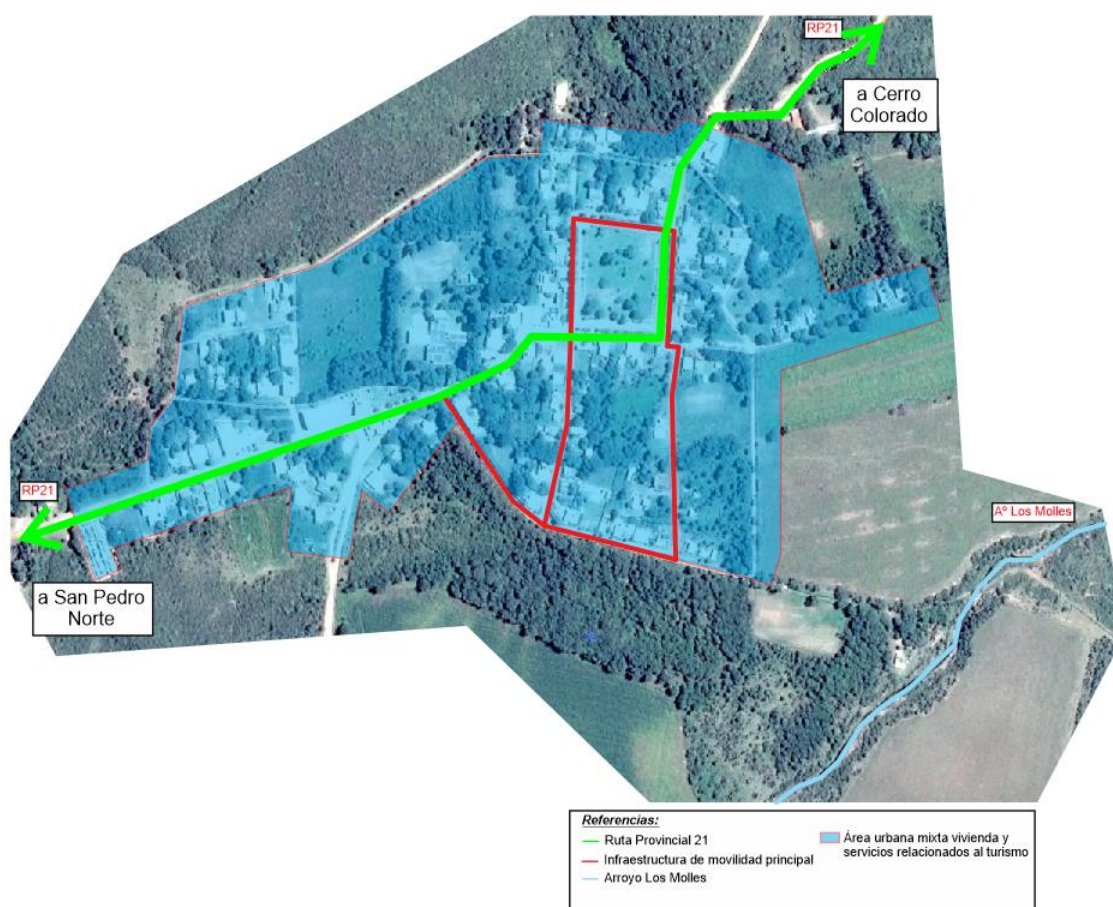 RP21
a Cerro
Colorado
RP21
Aº Los Molles
a San Pedro
Norte
Referencias:
Ruta Provincial 21
Infraestructura de movilidad principal
Arroyo Los Molles
Área urbana mixta vivienda y
servicios relacionados al turismo